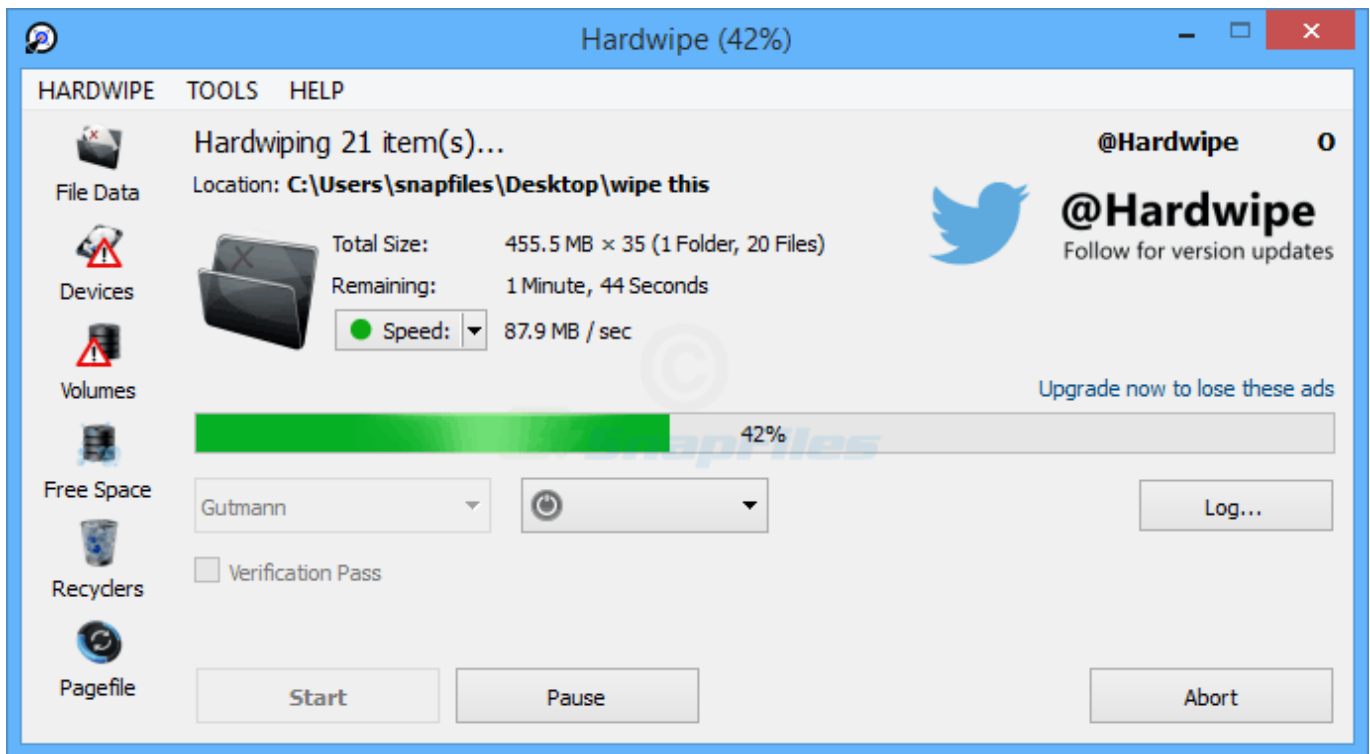 Hardwipe (42%)
HARDWIPE TOOLS HELP
Hardwiping 21 item(s)...
@Hardwipe 0
Location: C:\Users\snapfiles\Desktop\wipe this
File Data
@Hardwipe
Follow for version updates
Total Size: 455.5 MB × 35 (1 Folder, 20 Files)
Remaining: 1 Minute, 44 Seconds
Devices
Speed: 87.9 MB / sec
©
Volumes
Upgrade now to lose these ads
42%
Snapfiles
Free Space
Gutmann
Log...
Verification Pass
Recyclers
Pagefile
Start
Pause
Abort